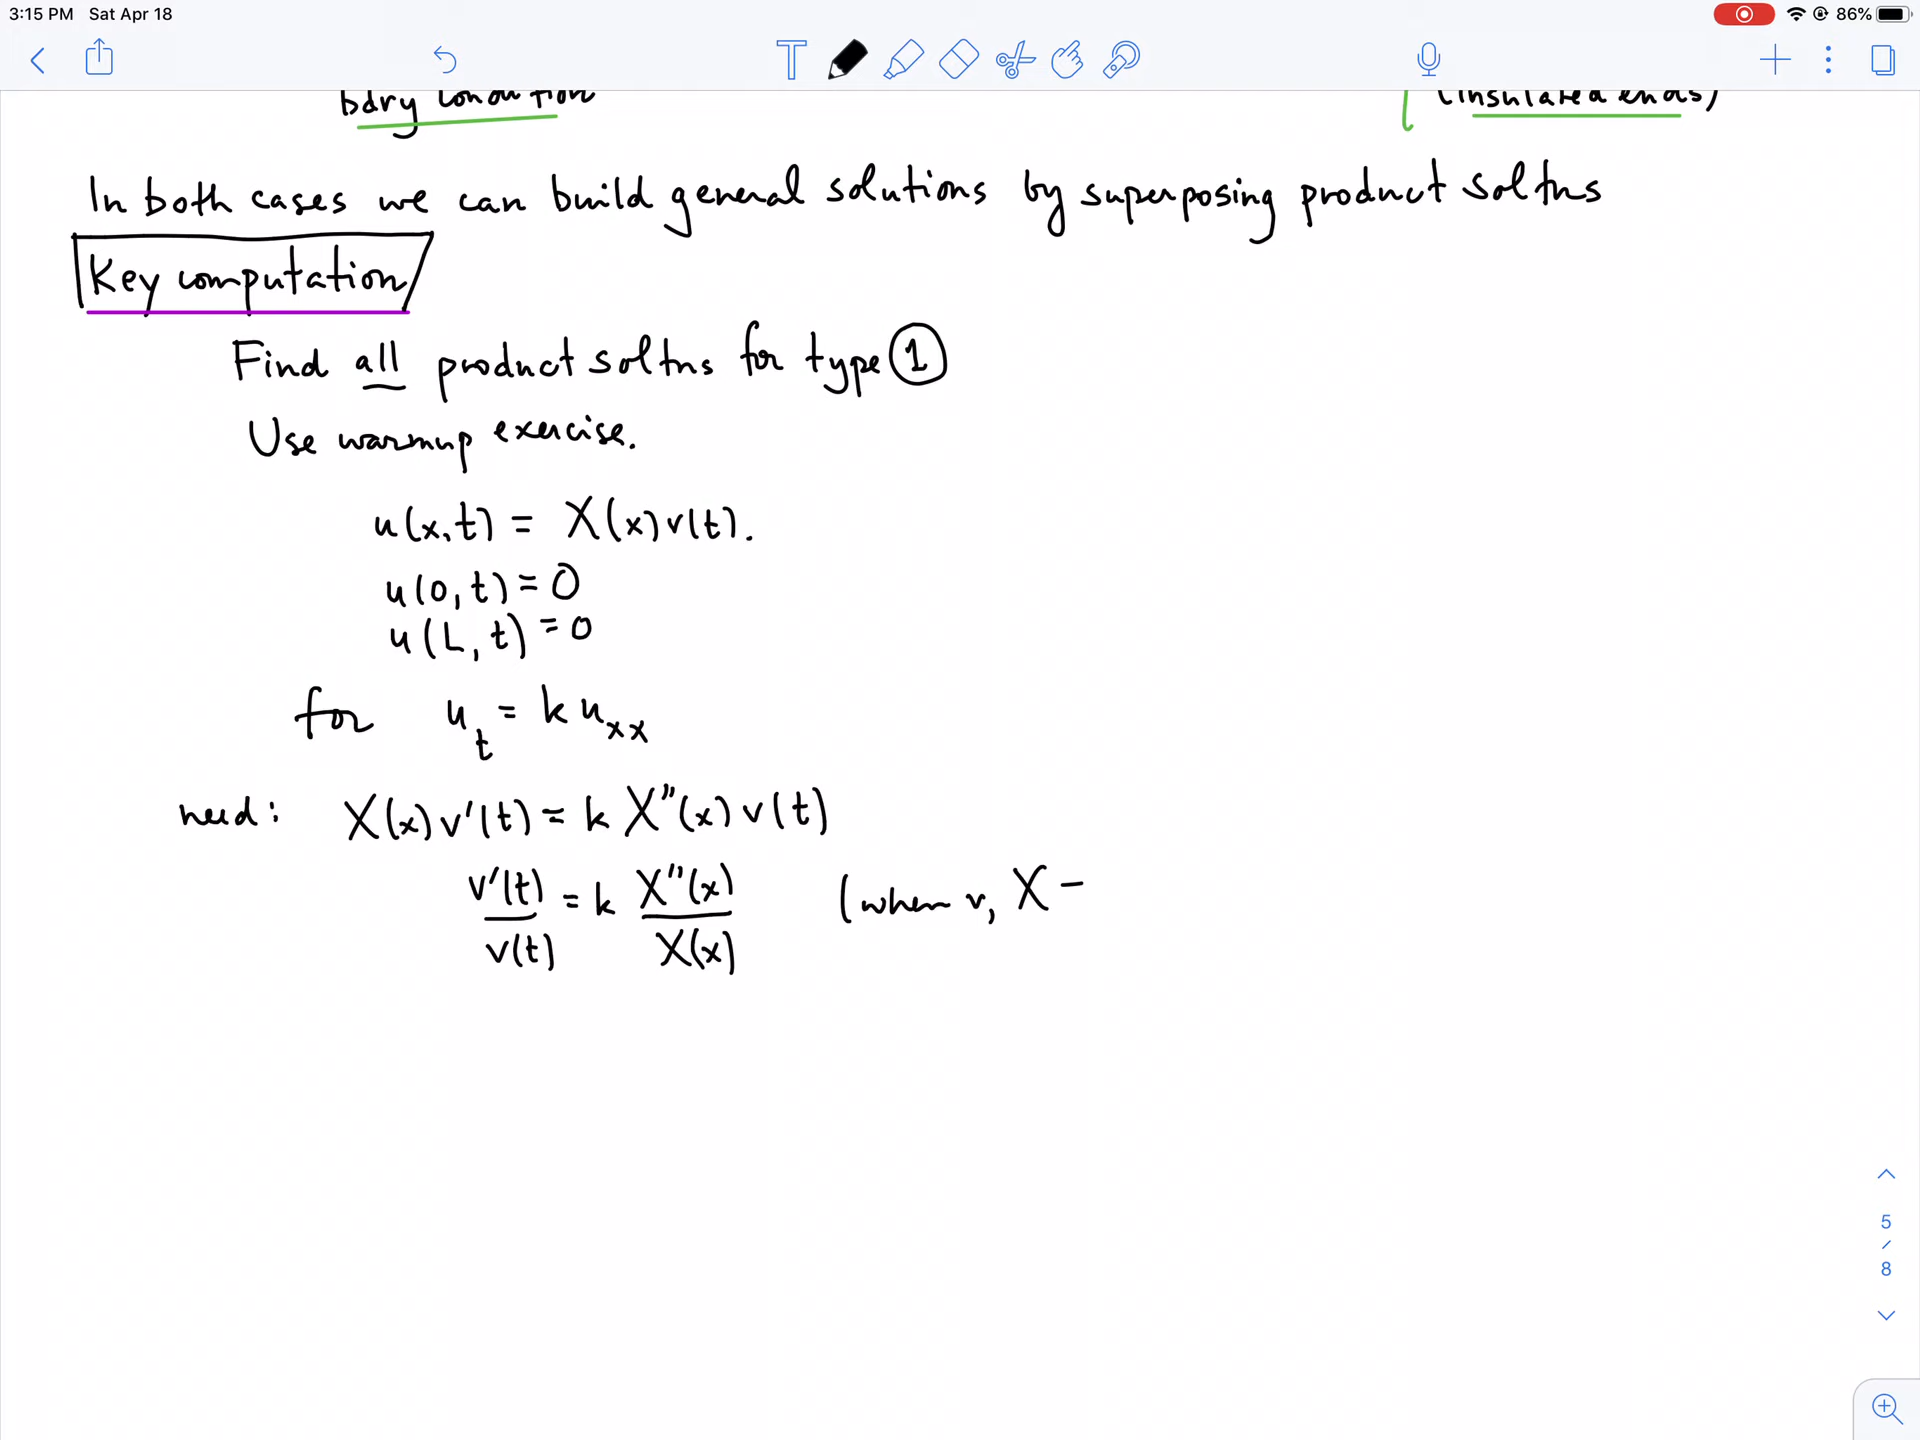 3:15 PM Sat Apr 18
86%
bdry condition
(insulated ends)
In both cases we can build general solutions by superposing product soltns
Key computation
Find all product soltns for type ①
Use warmup exercise.
u(x,t) = X(x)v(t).
u(0,t) = 0
u(L,t) = 0
for u_t = k u_xx
need: X(x) v'(t) = k X''(x) v(t)
v'(t)/v(t) = k X''(x)/X(x) (when v, X –
5
/
8